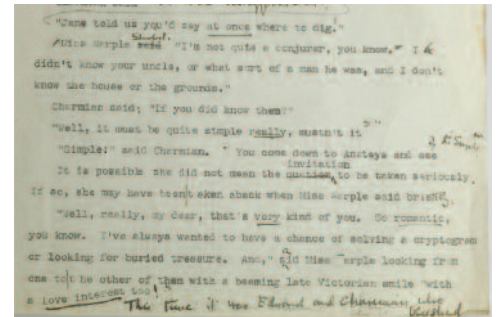 "Jane told us you'd say at once where to dig."
Miss Marple said "I'm not quite a conjurer, you know." I
didn't know your uncle, or what sort of a man he was, and I don't
know the house or the grounds."
Charmian said; "If you did know them?"
"Well, it must be quite simple really, mustn't it
"Simple!" said Charmian. "You come down to Ansteys and see
invitation
It is possible she did not mean the to be taken seriously,
If so, she may have been taken aback when Miss Marple said briskly
"Well, really, my dear, that's very kind of you. So romantic,
you know. I've always wanted to have a chance of solving a cryptogram
or looking for buried treasure. And," said Miss Marple looking from
one to the other of them with a beaming late Victorian smile "with
a love interest too!
This time it was Edward and Charmian who